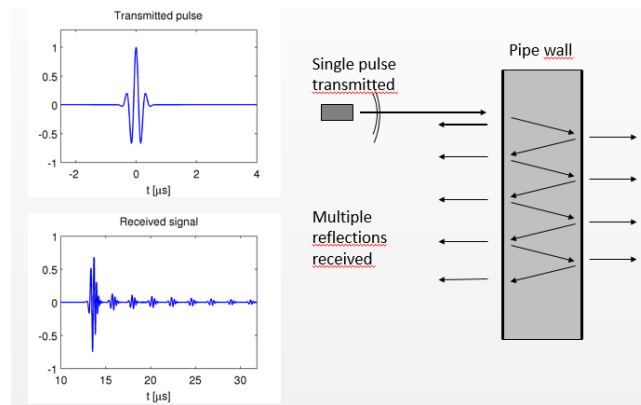 Transmitted pulse
1
0.5
0
-0.5
-1
-2
0
2
4
t [μs]
Received signal
1
0.5
0
-0.5
-1
10
15
20
25
30
t [μs]
Single pulse
transmitted
Pipe wall
Multiple
reflections
received